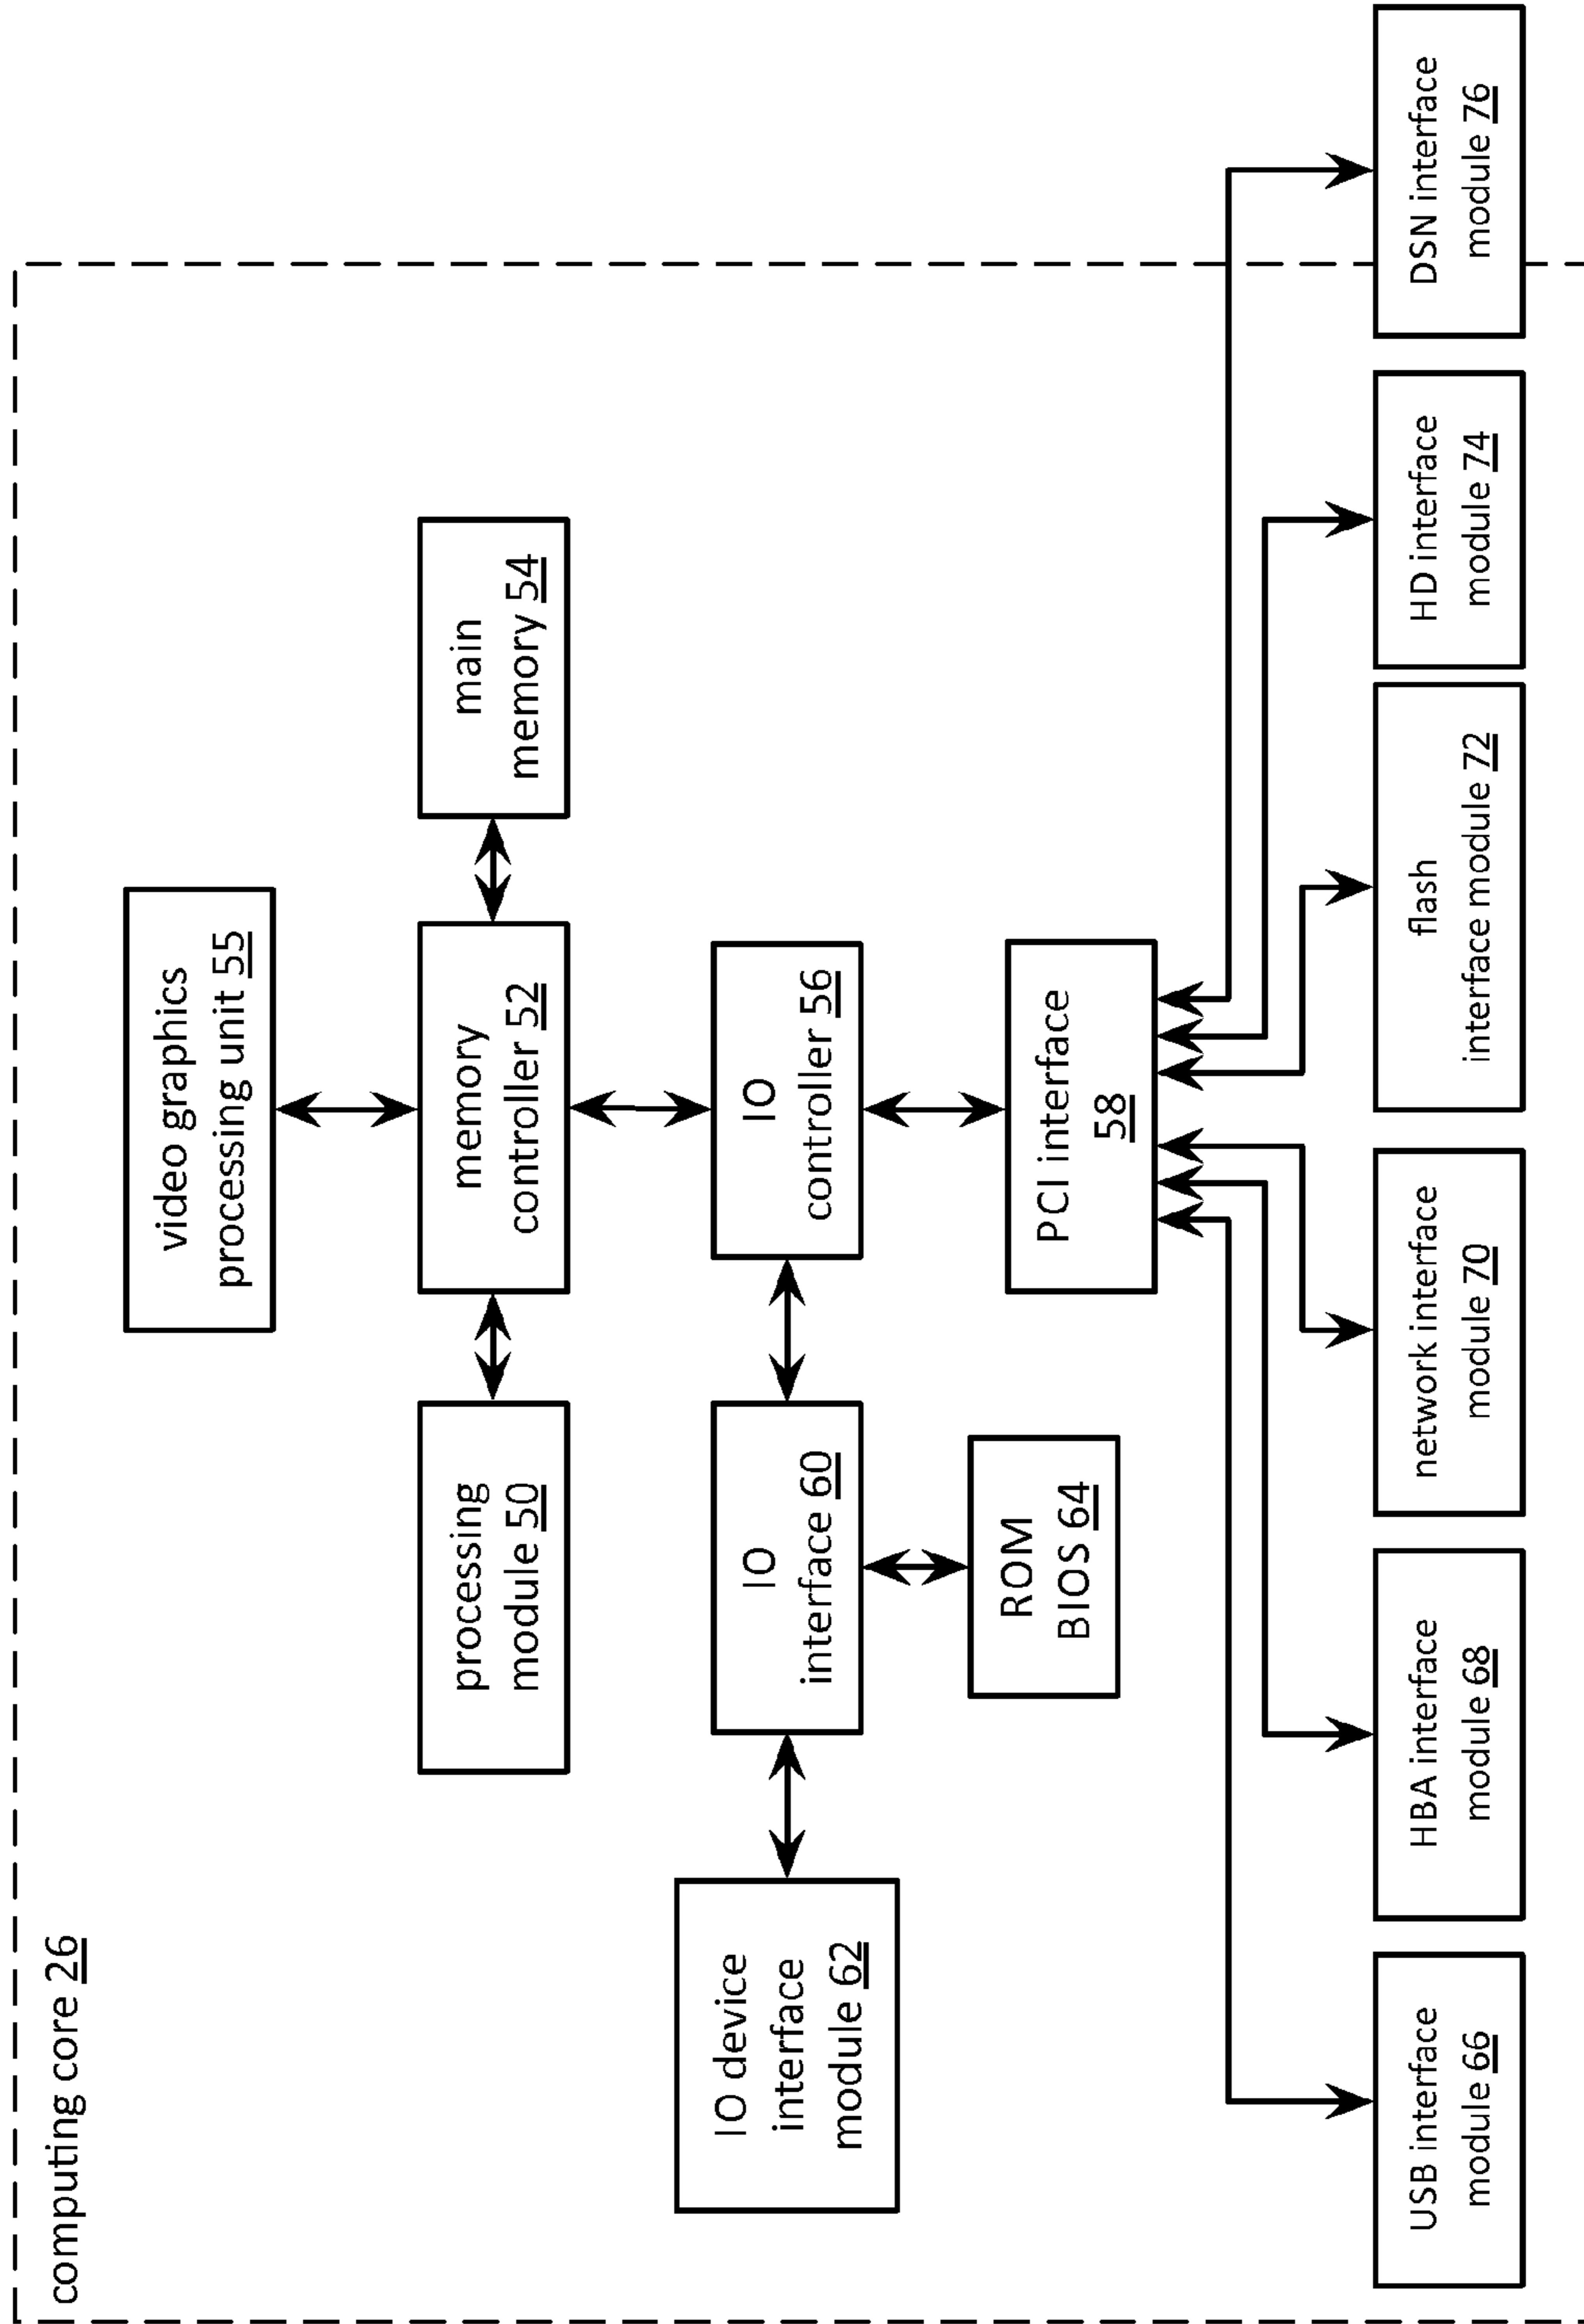 computing core 26
video graphics
processing unit 55
processing
module 50
memory
controller 52
main
memory 54
IO device
interface
module 62
IO
interface 60
IO
controller 56
ROM
BIOS 64
PCI interface
58
USB interface
module 66
HBA interface
module 68
network interface
module 70
flash
interface module 72
HD interface
module 74
DSN interface
module 76